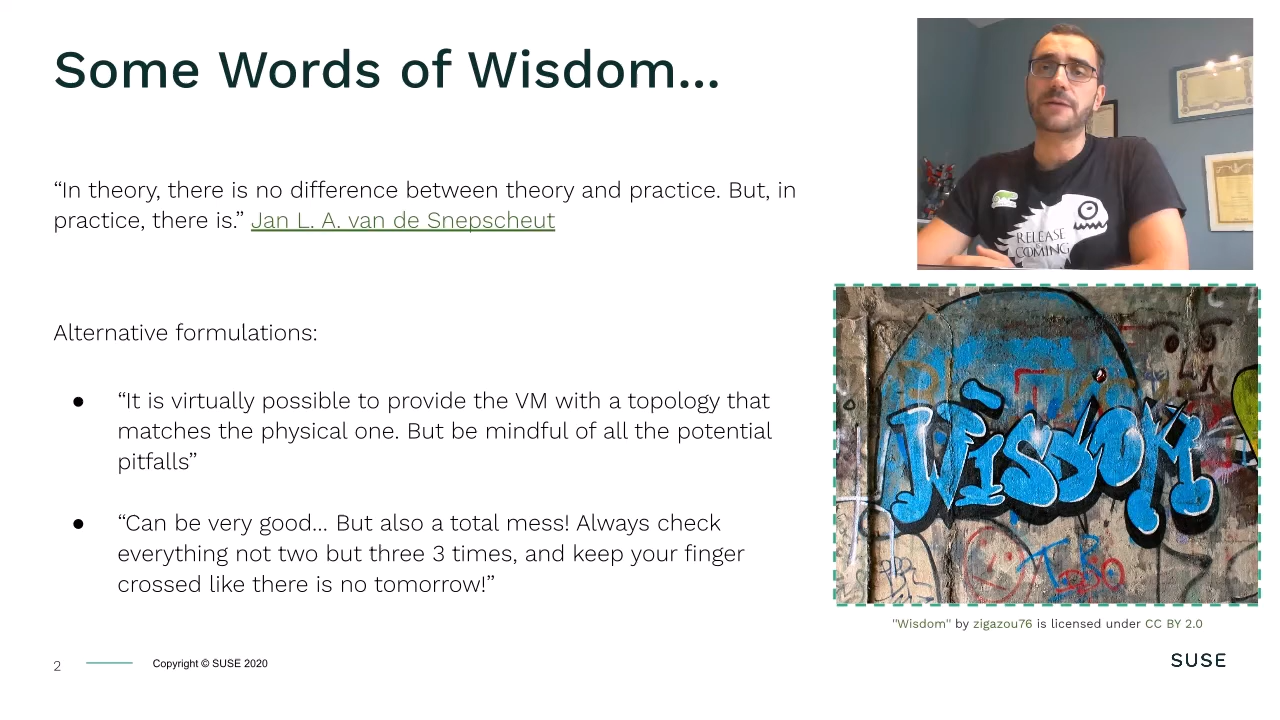 Some Words of Wisdom...
“In theory, there is no difference between theory and practice. But, in
practice, there is.” Jan L. A. van de Snepscheut
RELEASE
IS
COMING
Alternative formulations:
● “It is virtually possible to provide the VM with a topology that
matches the physical one. But be mindful of all the potential
pitfalls”
● “Can be very good... But also a total mess! Always check
everything not two but three 3 times, and keep your finger
crossed like there is no tomorrow!”
WisDOM
"Wisdom" by zigazou76 is licensed under CC BY 2.0
2
Copyright © SUSE 2020
SUSE